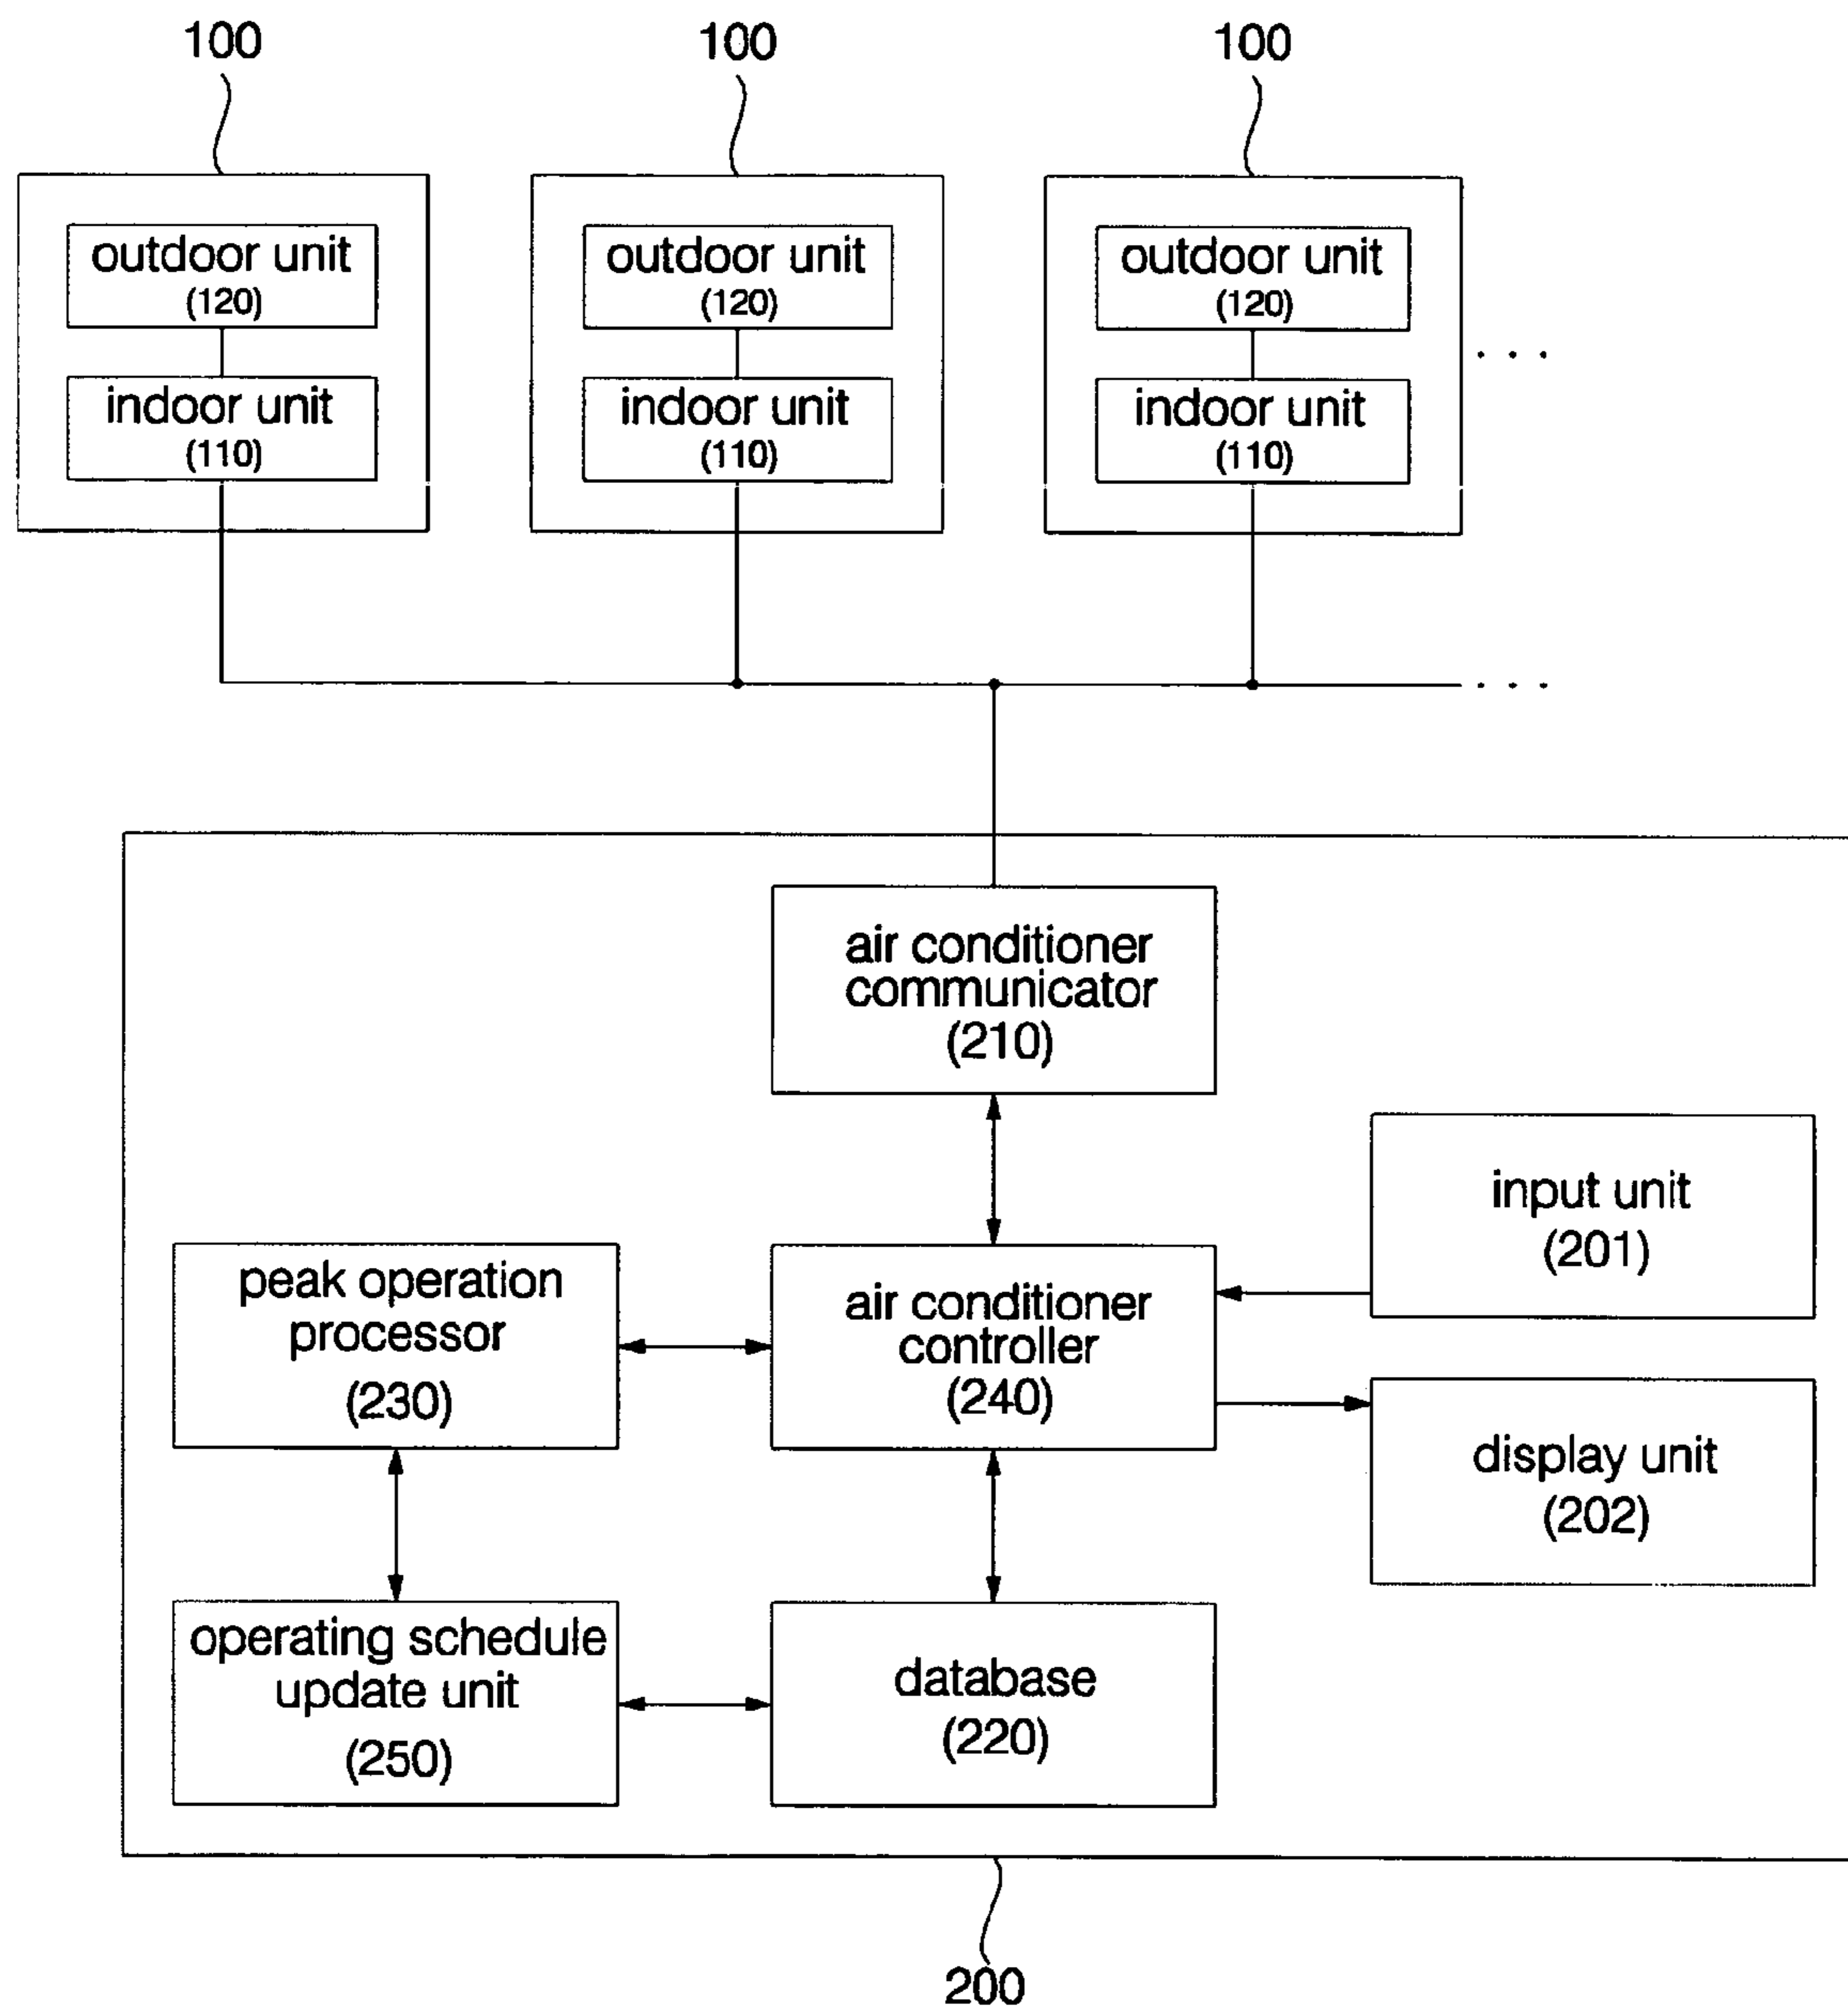 100 100 100
outdoor unit outdoor unit outdoor unit
(120) (120) (120)
. . .
indoor unit indoor unit indoor unit
(110) (110) (110)
. . .
air conditioner
communicator
(210)
input unit
(201)
peak operation
processor
(230)
air conditioner
controller
(240)
display unit
(202)
operating schedule
update unit
(250)
database
(220)
200